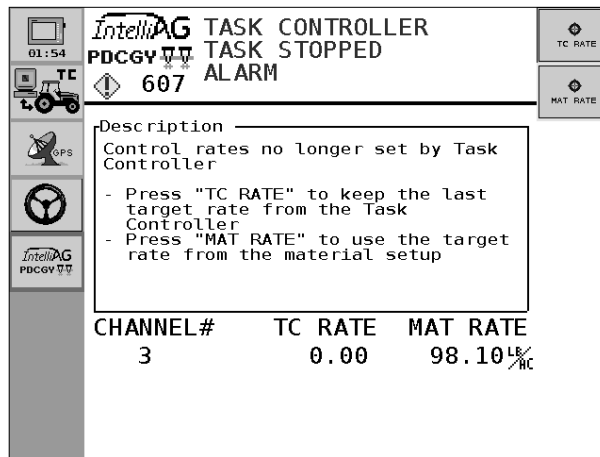 01:54
TC
GPS
IntelliAG
PDCGY
IntelliAG
PDCGY
607
TASK CONTROLLER
TASK STOPPED
ALARM
TC RATE
MAT RATE
Description
Control rates no longer set by Task
Controller
- Press "TC RATE" to keep the last
target rate from the Task
Controller
- Press "MAT RATE" to use the target
rate from the material setup
CHANNEL# TC RATE MAT RATE
3 0.00 98.10 LB/AC